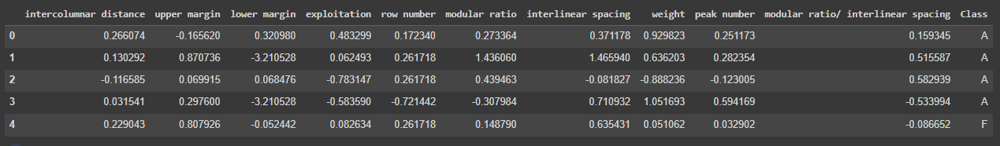 intercolumnar distance upper margin lower margin exploitation row number modular ratio interlinear spacing weight peak number modular ratio/ interlinear spacing Class
0 0.266074 -0.165620 0.320980 0.483299 0.172340 0.273364 0.371178 0.929823 0.251173 0.159345 A
1 0.130292 0.870736 -3.210528 0.062493 0.261718 1.436060 1.465940 0.636203 0.282354 0.515587 A
2 -0.116585 0.069915 0.068476 -0.783147 0.261718 0.439463 -0.081827 -0.888236 -0.123005 0.582939 A
3 0.031541 0.297600 -3.210528 -0.583590 -0.721442 -0.307984 0.710932 1.051693 0.594169 -0.533994 A
4 0.229043 0.807926 -0.052442 0.082634 0.261718 0.148790 0.635431 0.051062 0.032902 -0.086652 F